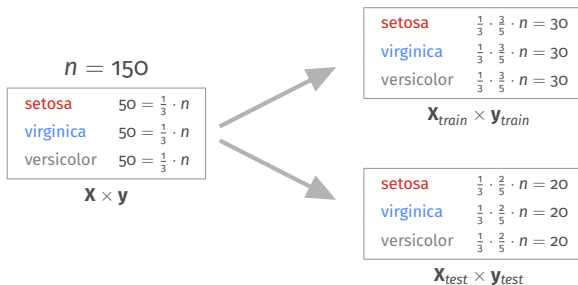 n = 150
setosa 50 = 1/3 · n
virginica 50 = 1/3 · n
versicolor 50 = 1/3 · n
X × y
setosa 1/3 · 3/5 · n = 30
virginica 1/3 · 3/5 · n = 30
versicolor 1/3 · 3/5 · n = 30
X_train × y_train
setosa 1/3 · 2/5 · n = 20
virginica 1/3 · 2/5 · n = 20
versicolor 1/3 · 2/5 · n = 20
X_test × y_test